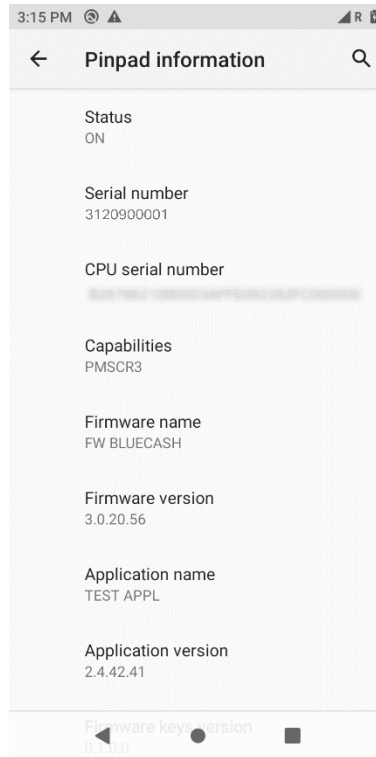 3:15 PM R
Pinpad information
Status
ON
Serial number
3120900001
CPU serial number
Capabilities
PMSCR3
Firmware name
FW BLUECASH
Firmware version
3.0.20.56
Application name
TEST APPL
Application version
2.4.42.41
Firmware keys version
0.1.0.0